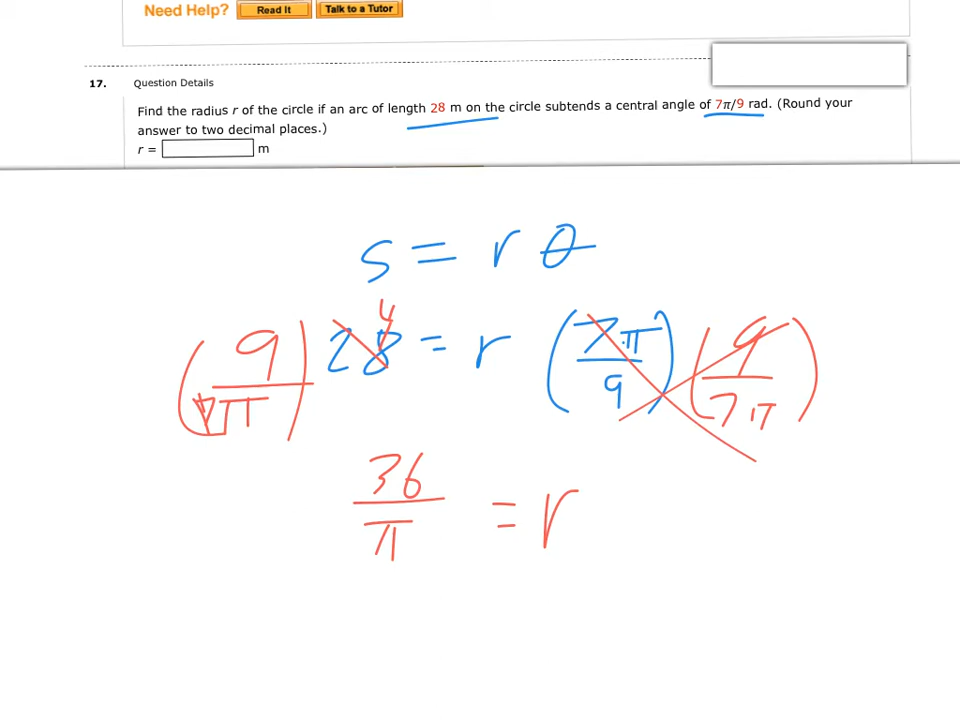 Need Help? Read It Talk to a Tutor
17. Question Details
Find the radius r of the circle if an arc of length 28 m on the circle subtends a central angle of 7π/9 rad. (Round your
answer to two decimal places.)
r = m
s = r θ
4
(9/7π) 28 = r (7π/9) (9/7π)
36/π = r